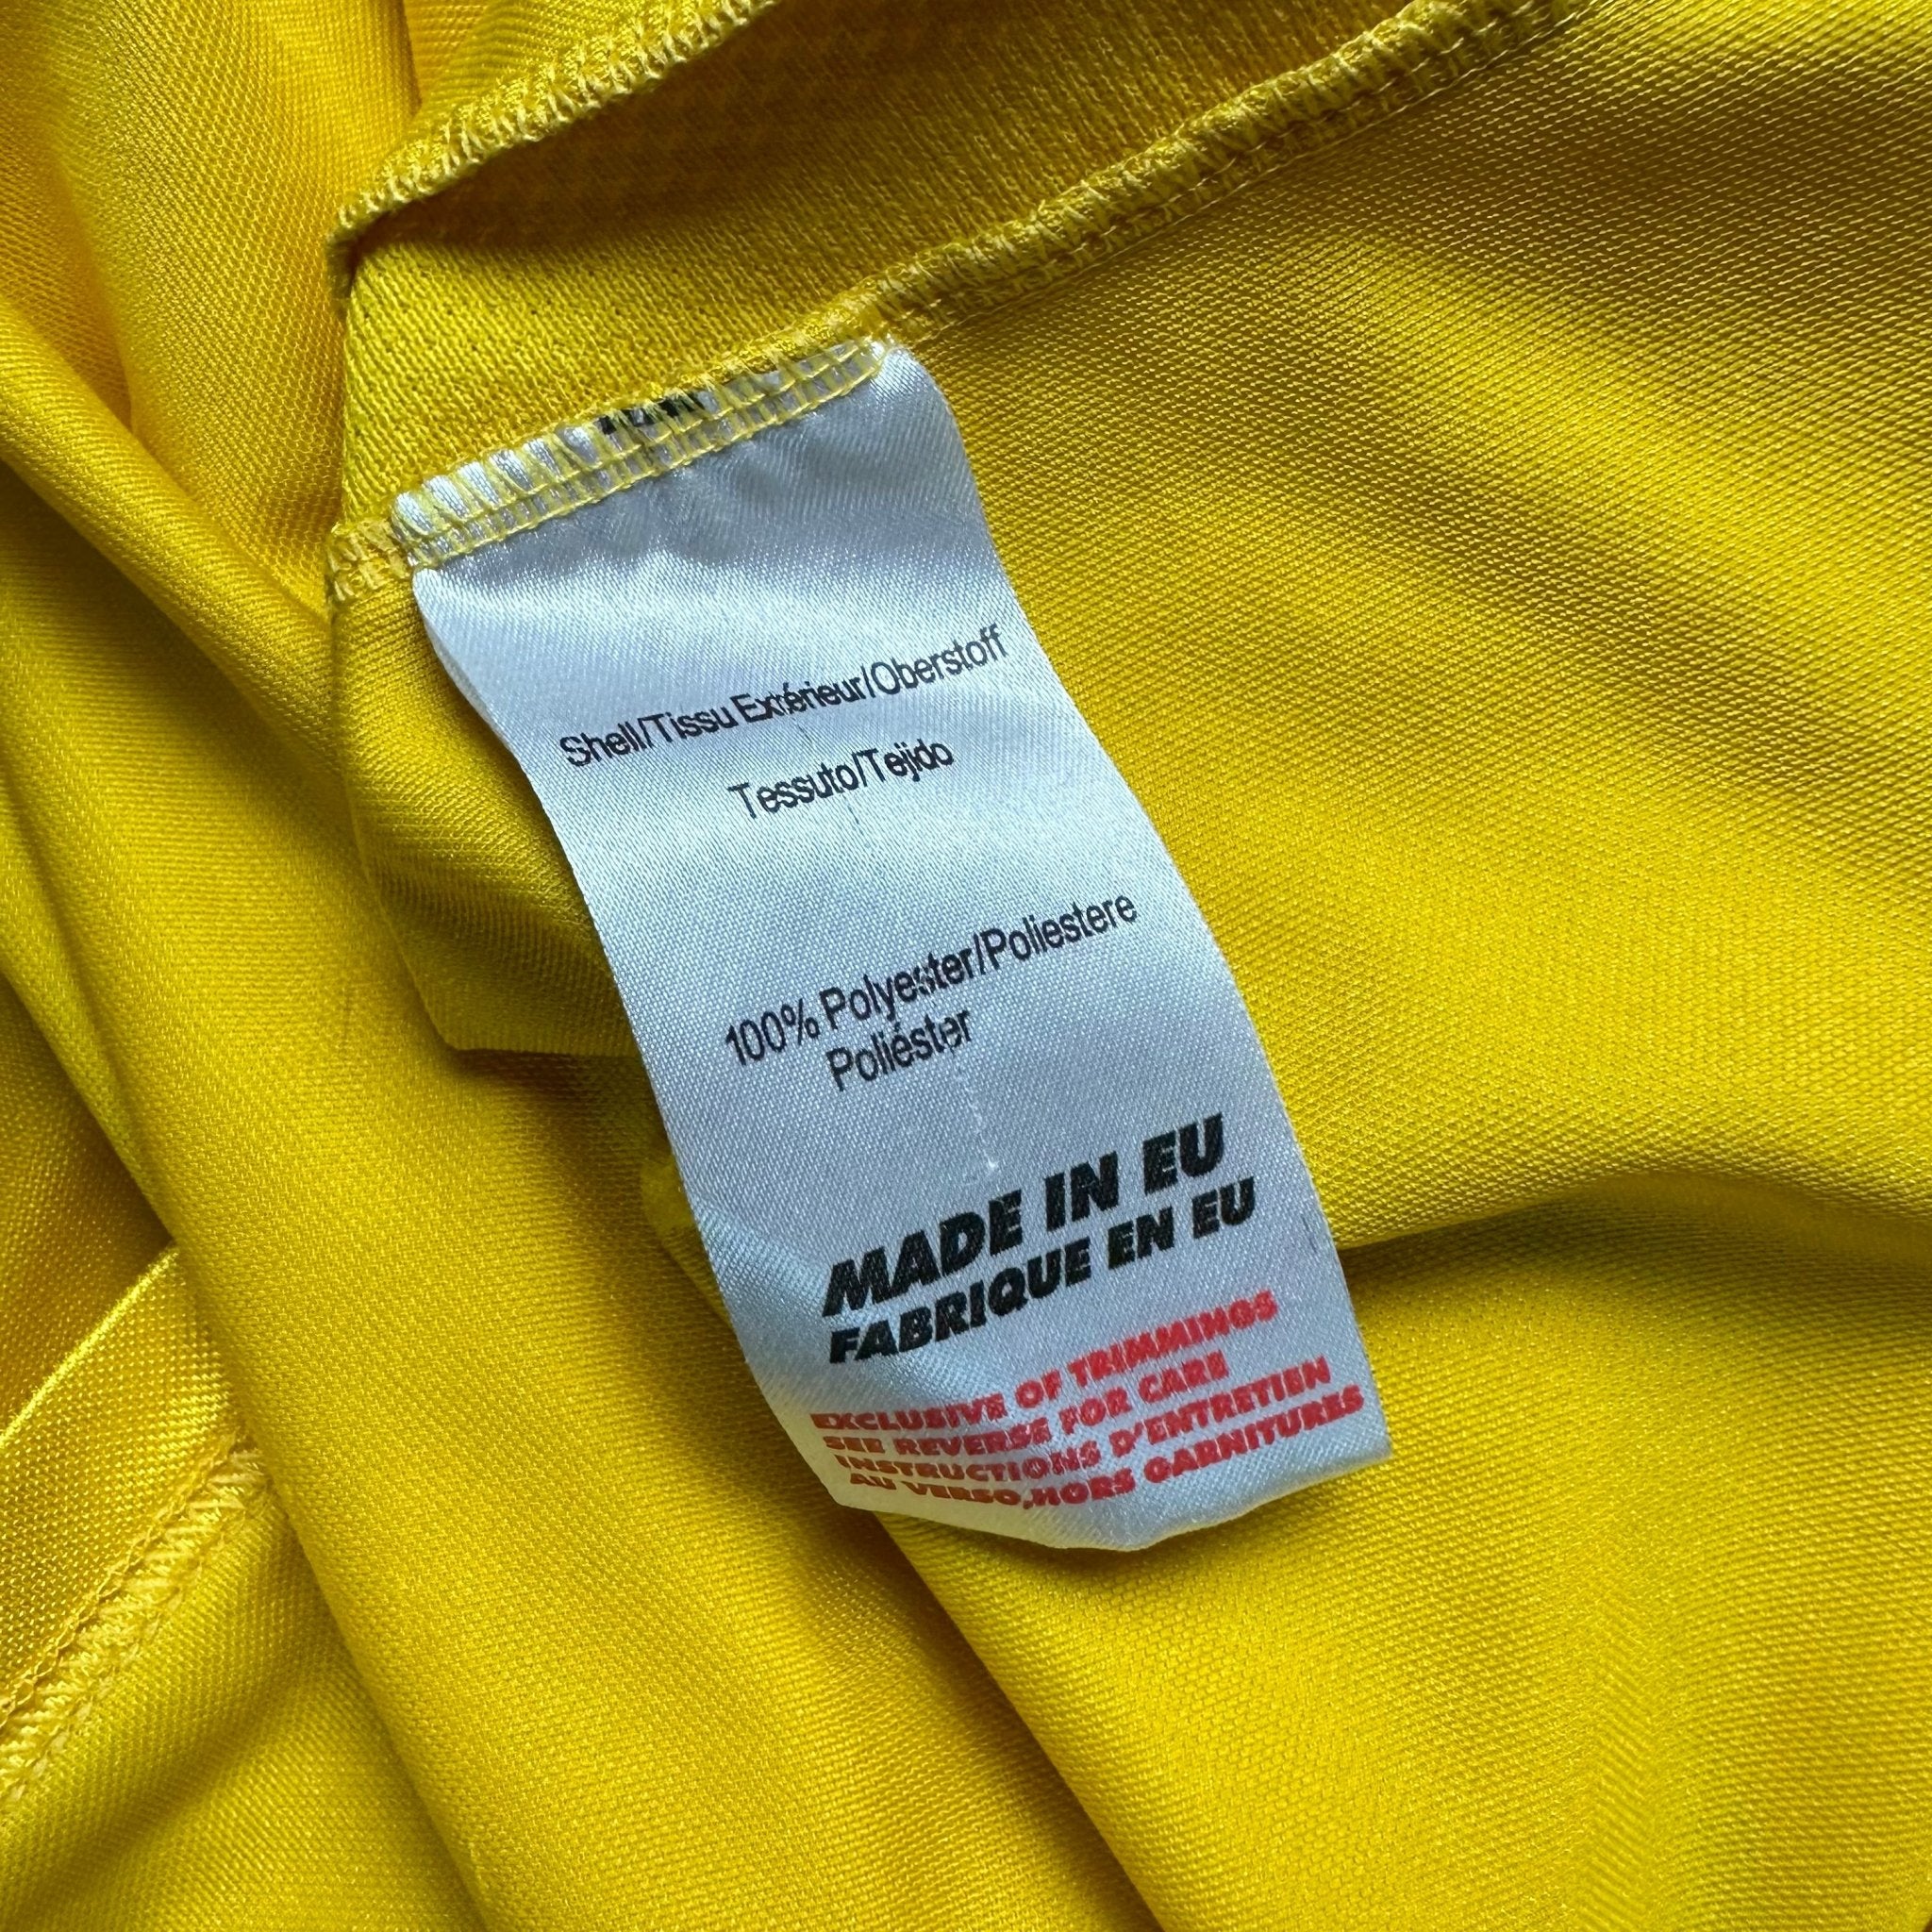 Shell/Tissu Extérieur/Oberstoff
Tessuto/Tejido
100% Polyester/Poliestere
Poliéster
MADE IN EU
FABRIQUE EN EU
EXCLUSIVE OF TRIMMINGS
SEE REVERSE FOR CARE
INSTRUCTIONS D'ENTRETIEN
AU VERSO,HORS GARNITURES